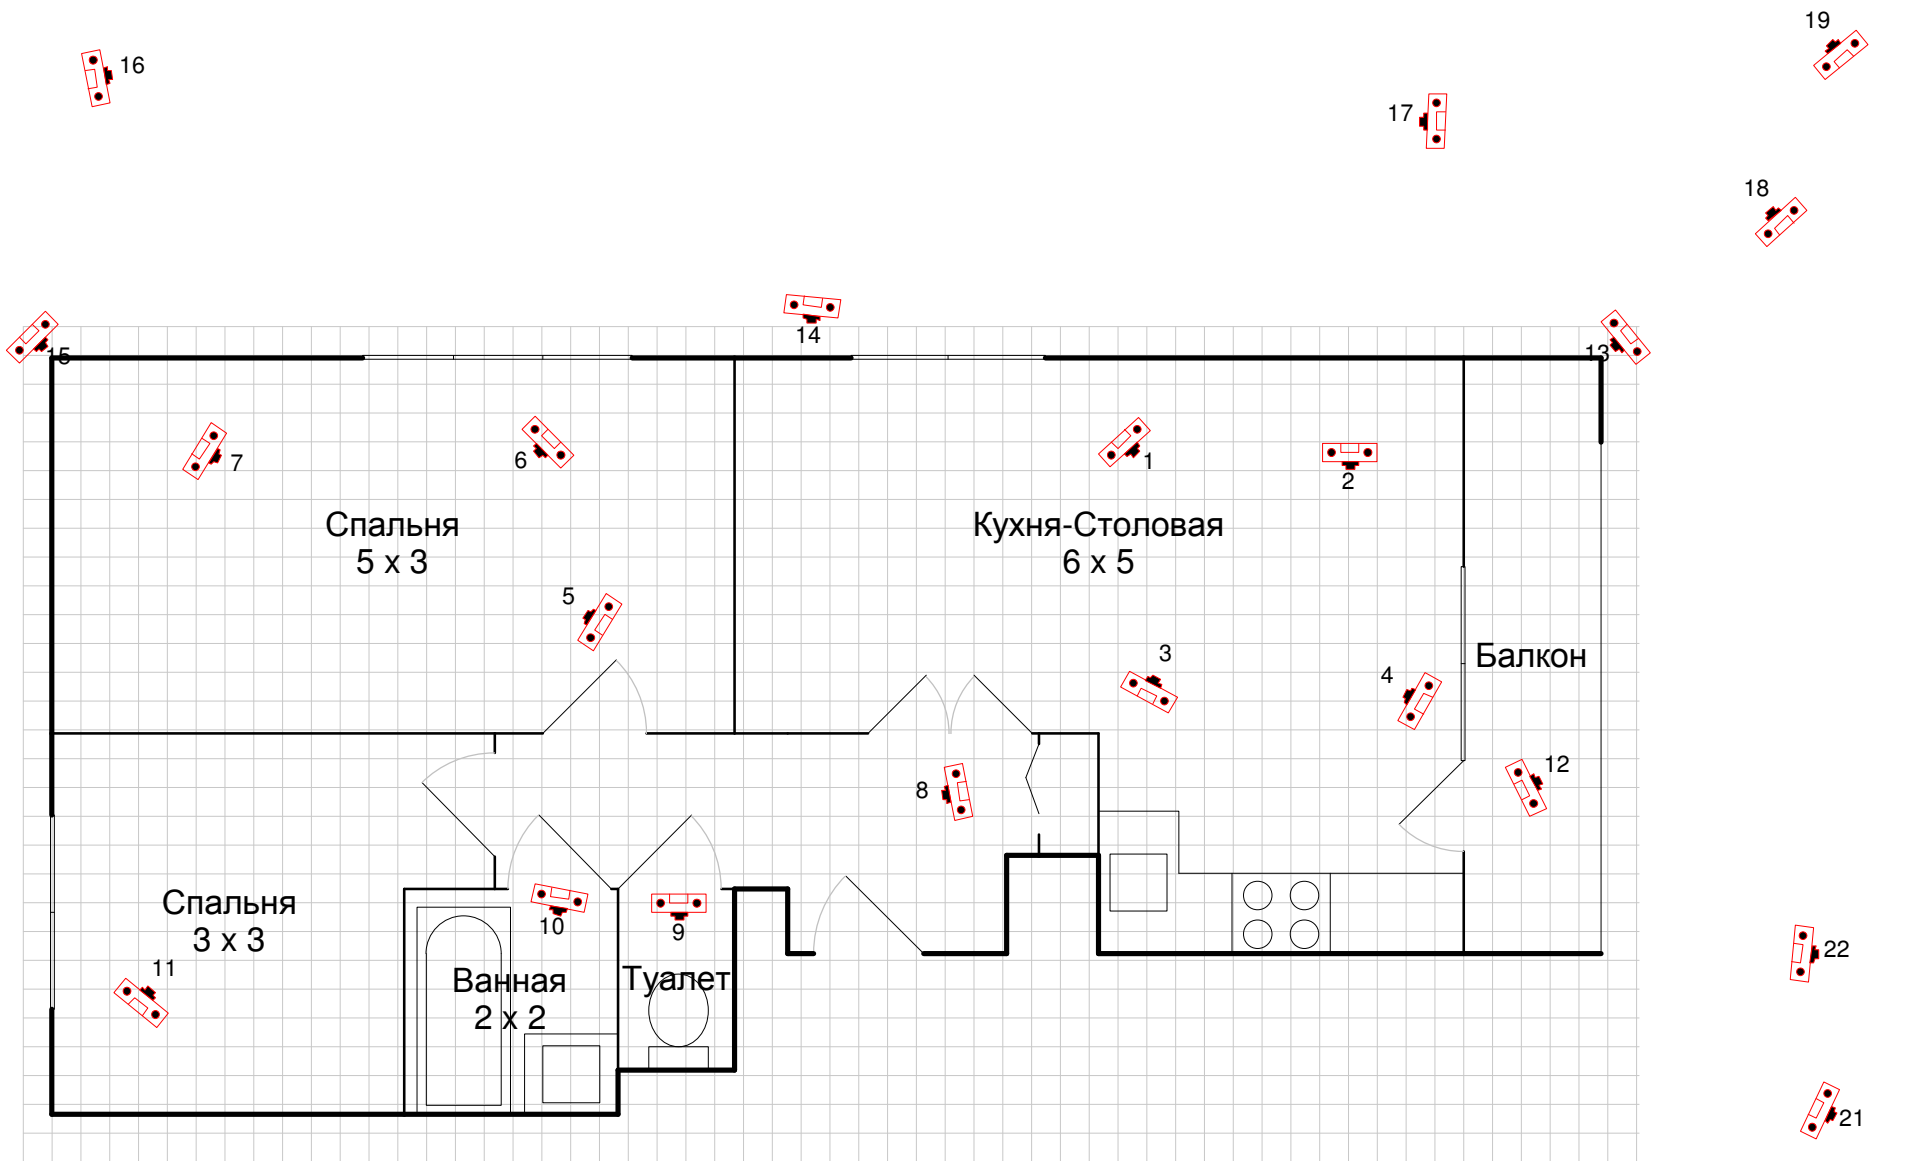 19
16
17
18
14
13
15
7
6
1
2
Спальня
5 x 3
Кухня-Столовая
6 x 5
5
3
4
Балкон
8
12
Спальня
3 x 3
10
9
11
Ванная
2 x 2
Туалет
22
21